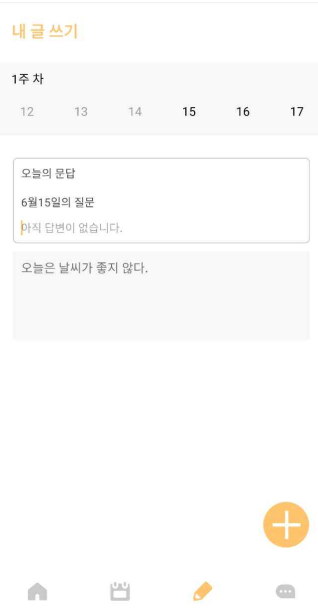 내 글 쓰기
1주 차
12 13 14 15 16 17
오늘의 문답
6월15일의 질문
아직 답변이 없습니다.
오늘은 날씨가 좋지 않다.